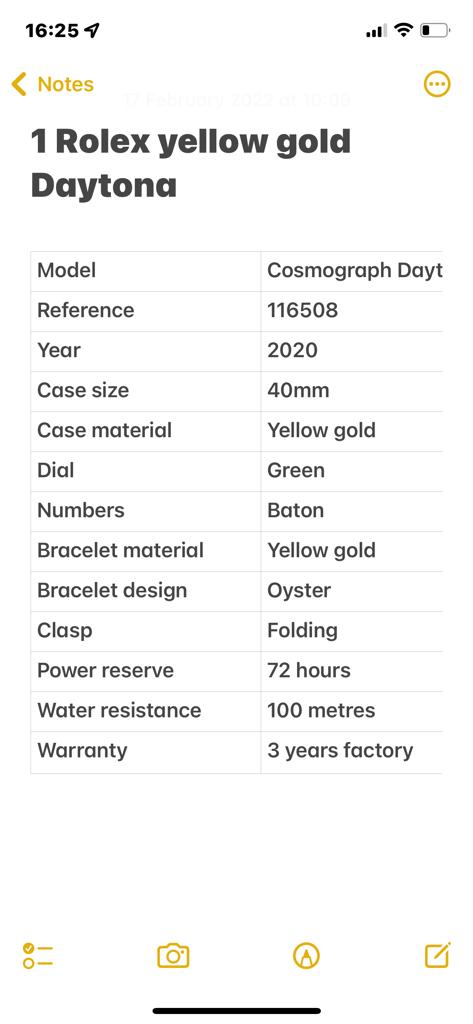 16:25
Notes
17 February 2022 at 10:09
1 Rolex yellow gold
Daytona
Model Cosmograph Dayt
Reference 116508
Year 2020
Case size 40mm
Case material Yellow gold
Dial Green
Numbers Baton
Bracelet material Yellow gold
Bracelet design Oyster
Clasp Folding
Power reserve 72 hours
Water resistance 100 metres
Warranty 3 years factory